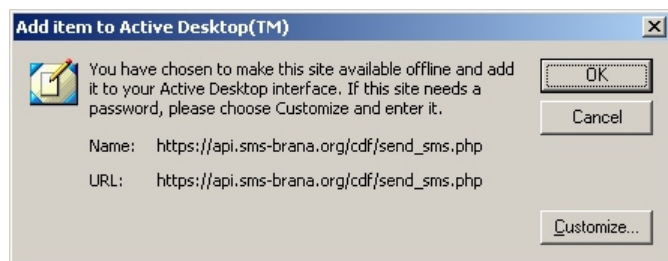 Add item to Active Desktop(TM)
You have chosen to make this site available offline and add
it to your Active Desktop interface. If this site needs a
password, please choose Customize and enter it.
Name: https://api.sms-brana.org/cdf/send_sms.php
URL: https://api.sms-brana.org/cdf/send_sms.php
OK
Cancel
Customize...